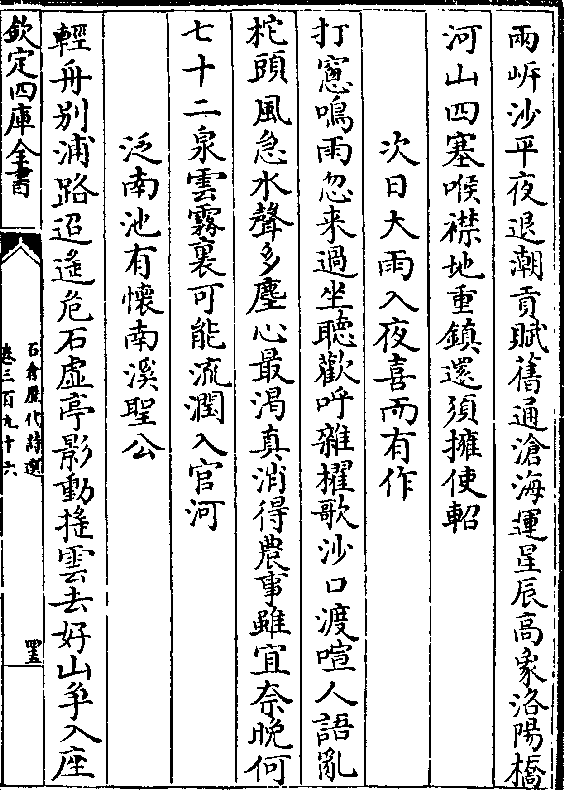 兩岍沙平夜退潮貢賦舊通滄海運星辰高象洛陽橋
河山四塞喉襟地重鎮還須擁使軺
次日大雨入夜喜而有作
打窻鳴雨忽来過坐聽歡呼雜櫂歌沙口渡喧人語亂
柁頭風急水聲多塵心最渴真消得農事雖宜奈晚何
七十二泉雲霧裏可能流潤入官河
泛南池有懷南溪聖公
輕舟别浦路迢遥危石虚亭影動揺雲去好山爭入座
欽定四庫全書
石倉歷代詩選
卷三百九十六